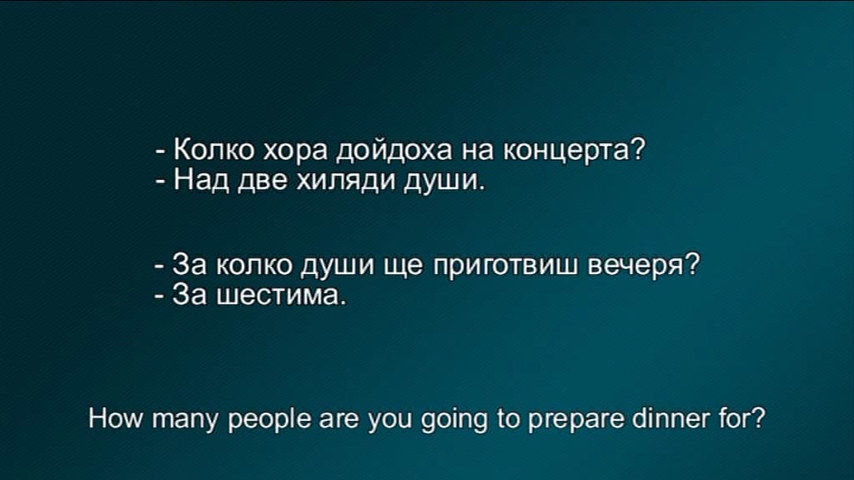 - Колко хора дойдоха на концерта?
- Над две хиляди души.
- За колко души ще приготвиш вечеря?
- За шестима.
How many people are you going to prepare dinner for?